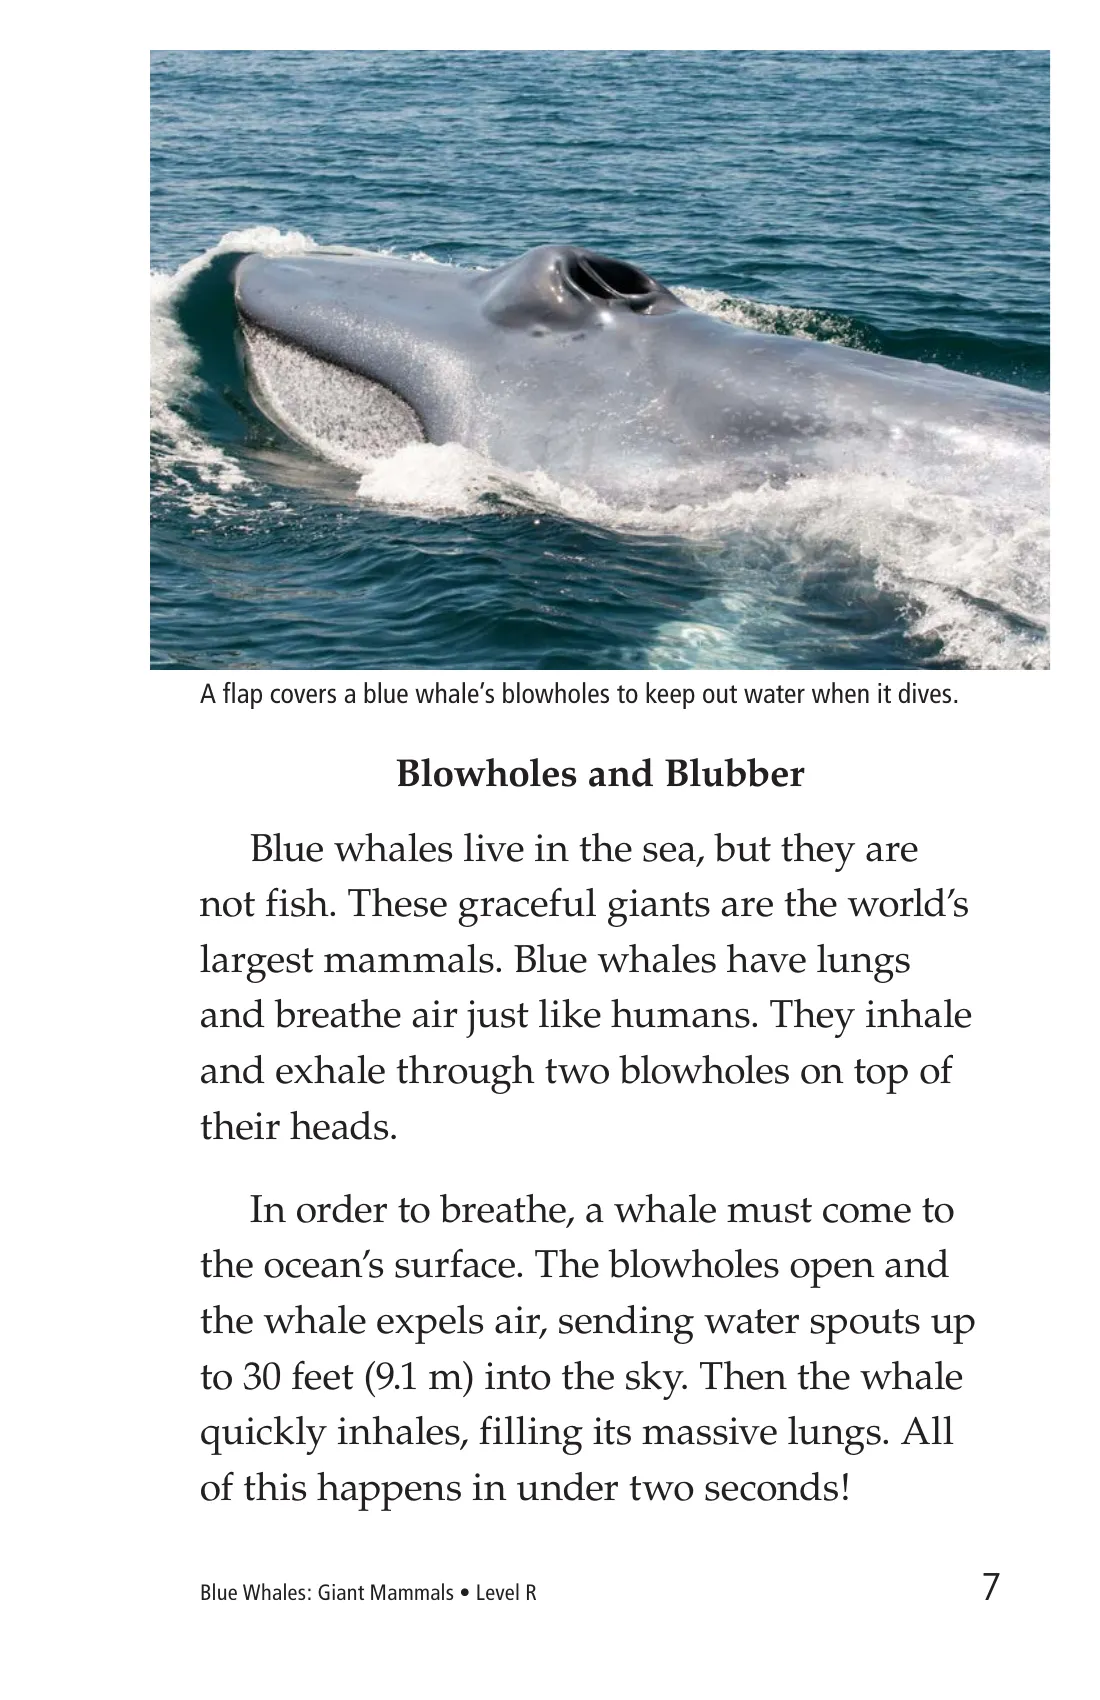 A flap covers a blue whale’s blowholes to keep out water when it dives.
Blowholes and Blubber
Blue whales live in the sea, but they are
not fish. These graceful giants are the world’s
largest mammals. Blue whales have lungs
and breathe air just like humans. They inhale
and exhale through two blowholes on top of
their heads.
In order to breathe, a whale must come to
the ocean’s surface. The blowholes open and
the whale expels air, sending water spouts up
to 30 feet (9.1 m) into the sky. Then the whale
quickly inhales, filling its massive lungs. All
of this happens in under two seconds!
Blue Whales: Giant Mammals • Level R
7